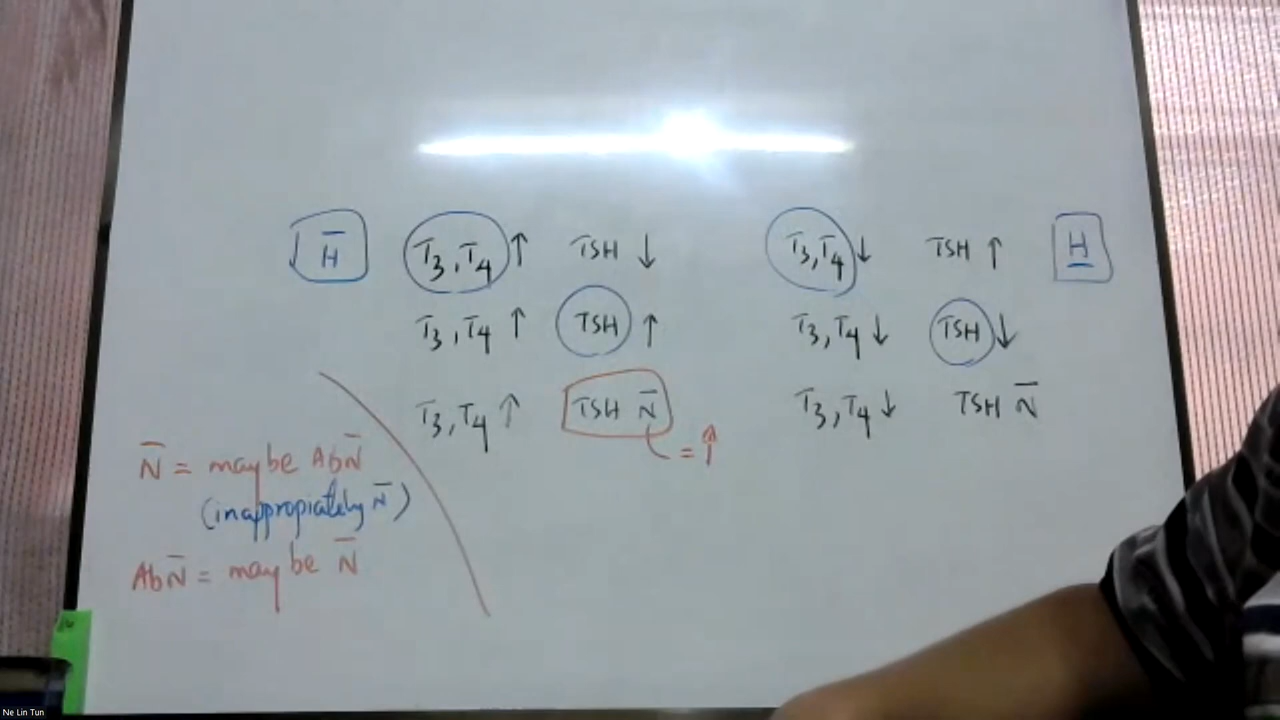 H̅ T3, T4 ↑ TSH ↓ T3, T4 ↓ TSH ↑ H̲
T3, T4 ↑ TSH ↑ T3, T4 ↓ TSH ↓
T3, T4 ↑ TSH N̅ T3, T4 ↓ TSH N̅
= ↑
N̅ = maybe AbN̅
(inappropiately N̅)
AbN̅ = maybe N̅
Ne Lin Tun